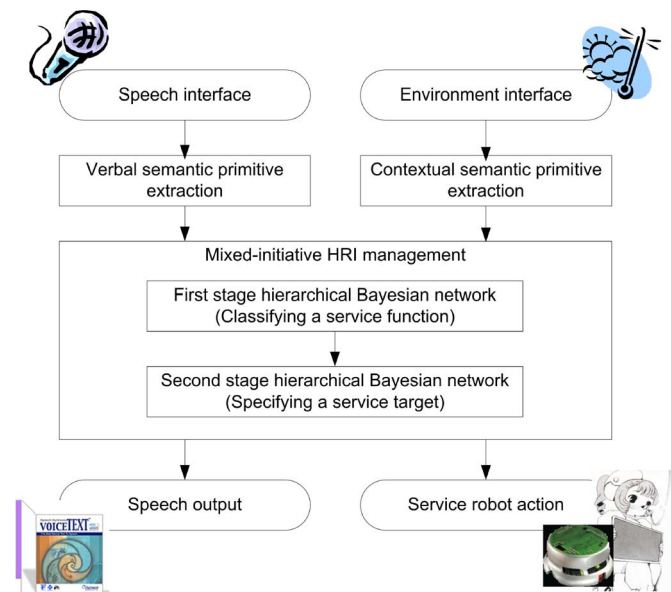 Speech interface
Environment interface
Verbal semantic primitive
extraction
Contextual semantic primitive
extraction
Mixed-initiative HRI management
First stage hierarchical Bayesian network
(Classifying a service function)
Second stage hierarchical Bayesian network
(Specifying a service target)
Speech output
Service robot action
VOICETEXT